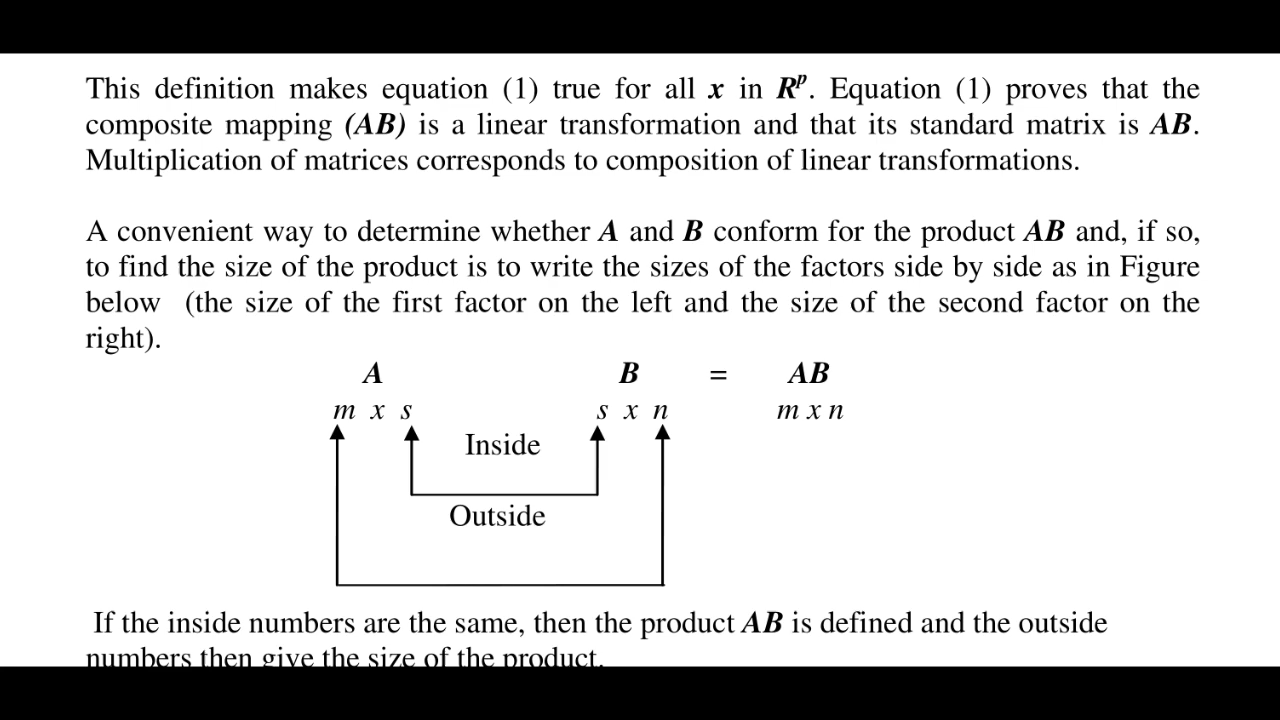 This definition makes equation (1) true for all x in Rᵖ. Equation (1) proves that the
composite mapping (AB) is a linear transformation and that its standard matrix is AB.
Multiplication of matrices corresponds to composition of linear transformations.
A convenient way to determine whether A and B conform for the product AB and, if so,
to find the size of the product is to write the sizes of the factors side by side as in Figure
below (the size of the first factor on the left and the size of the second factor on the
right).
A B = AB
m x s s x n m x n
Inside
Outside
If the inside numbers are the same, then the product AB is defined and the outside
numbers then give the size of the product.